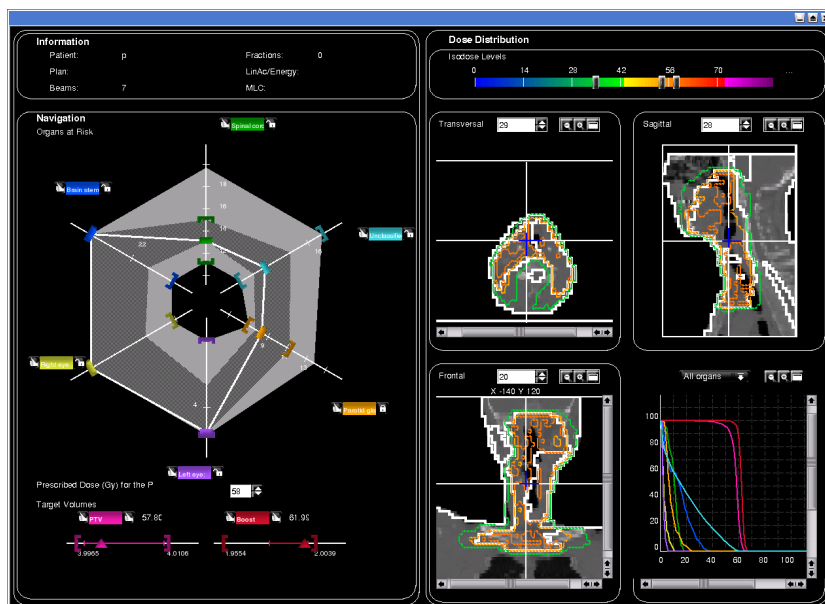 Information
Patient: p Fractions: 0
Plan: LinAc/Energy:
Beams: 7 MLC:
Dose Distribution
Isodose Levels
0 14 28 42 56 70 ...
Navigation
Organs at Risk
Spinal cord
Brain stem
Unclassifie
Right eye
Parotid gla
Left eye:
18
16
14
22
16
9
13
4
Prescribed Dose (Gy) for the P 58
Target Volumes
PTV 57.80 Boost 61.99
3.9965 4.0106 1.9554 2.0039
Transversal 29
Sagittal 28
Frontal 20
X -140 Y 120
All organs
100
80
60
40
20
0
0 20 40 60 80 100